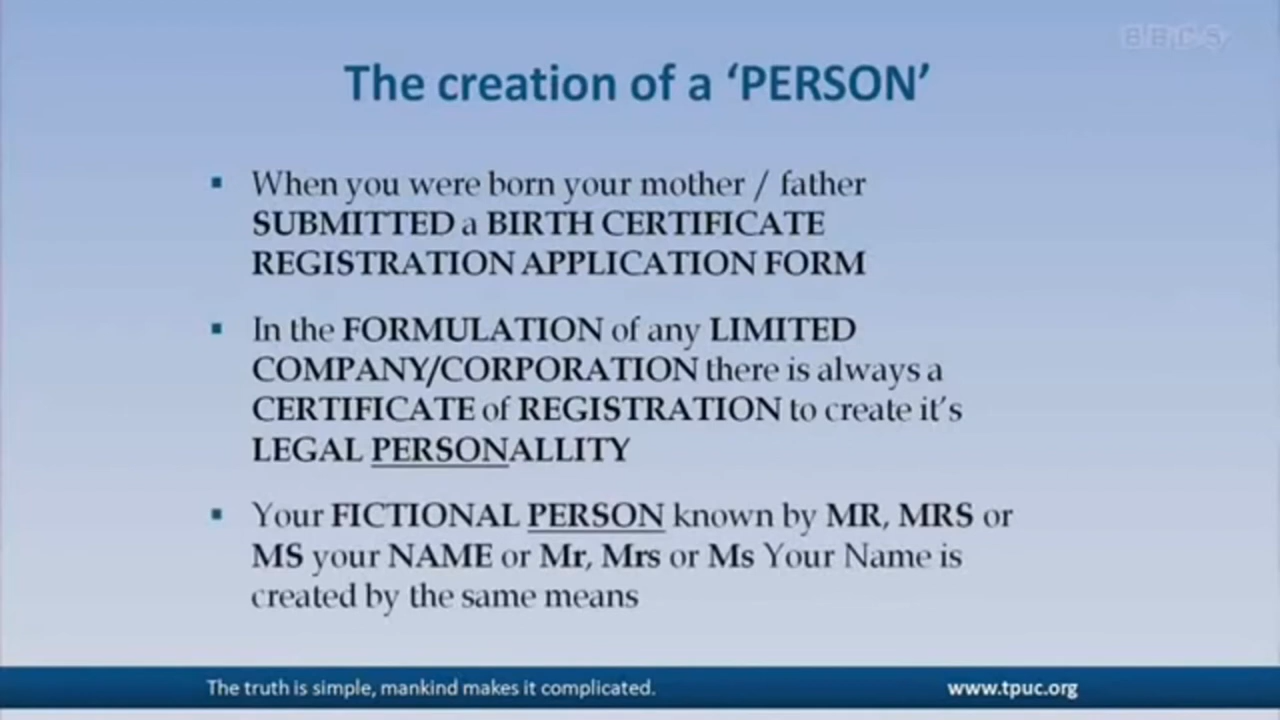 BBC 5
The creation of a ‘PERSON’
When you were born your mother / father
SUBMITTED a BIRTH CERTIFICATE
REGISTRATION APPLICATION FORM
In the FORMULATION of any LIMITED
COMPANY/CORPORATION there is always a
CERTIFICATE of REGISTRATION to create it’s
LEGAL PERSONALLITY
Your FICTIONAL PERSON known by MR, MRS or
MS your NAME or Mr, Mrs or Ms Your Name is
created by the same means
The truth is simple, mankind makes it complicated.
www.tpuc.org